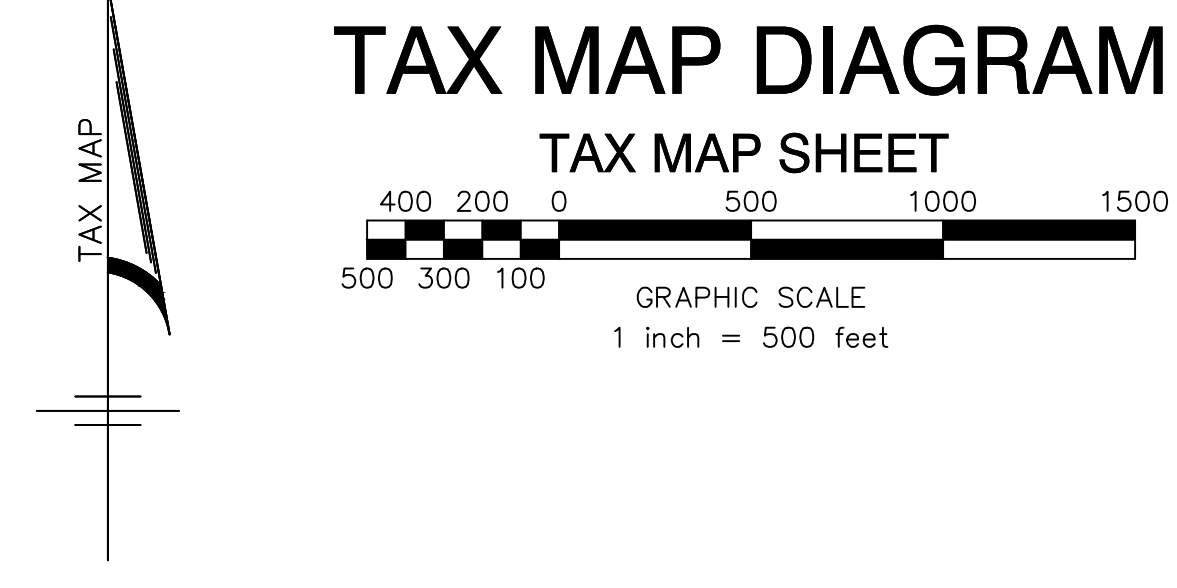 TAX MAP
TAX MAP DIAGRAM
TAX MAP SHEET
400 200 0 500 1000 1500
500 300 100
GRAPHIC SCALE
1 inch = 500 feet